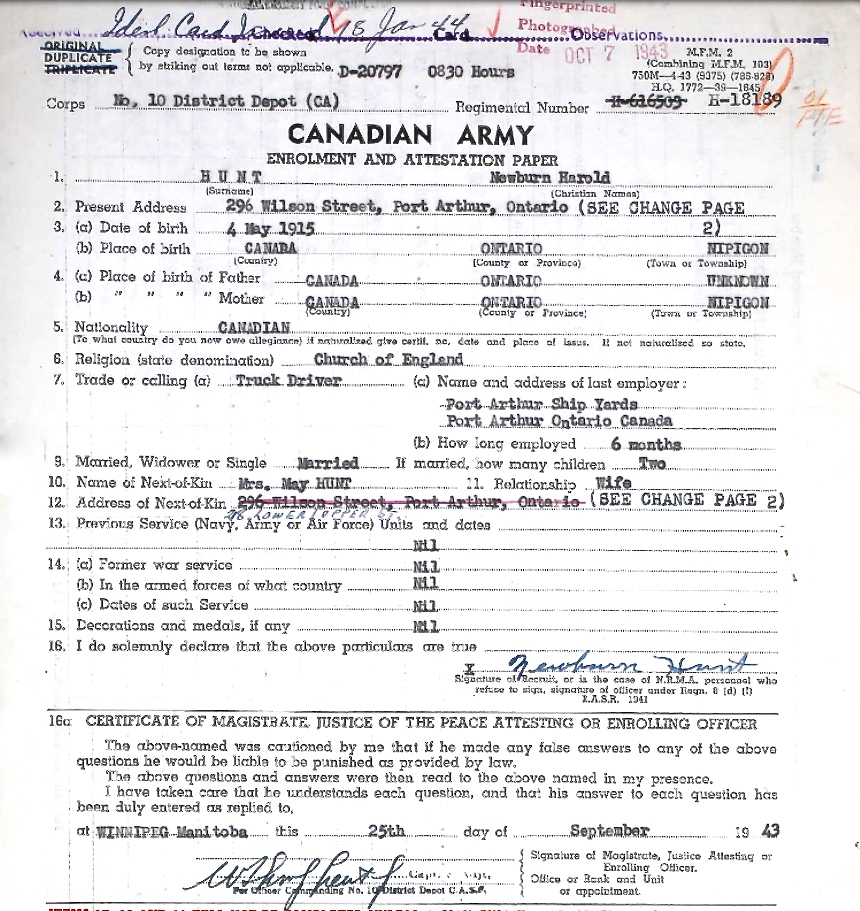 Fingerprinted
Ident Card Issued 18 Jan 44
Photographed
Card Observations
Date OCT 7 1943
ORIGINAL
DUPLICATE
TRIPLICATE
Copy designation to be shown
by striking out terms not applicable.
D-20797 0830 Hours
M.F.M. 2
(Combining M.F.M. 103)
750M-4-43 (9375) (786-828)
H.Q. 1772-39-1845
Corps No. 10 District Depot (CA) Regimental Number H-616509 H-18189
01
PTE
CANADIAN ARMY
ENROLMENT AND ATTESTATION PAPER
1. HUNT Newburn Harold
(Surname) (Christian Names)
2. Present Address 296 Wilson Street, Port Arthur, Ontario (SEE CHANGE PAGE
3. (a) Date of birth 4 May 1915 2)
(b) Place of birth CANADA ONTARIO NIPIGON
(Country) (County or Province) (Town or Township)
4. (c) Place of birth of Father CANADA ONTARIO UNKNOWN
(b) " " " " Mother CANADA ONTARIO NIPIGON
(Country) (County or Province) (Town or Township)
5. Nationality CANADIAN
(To what country do you now owe allegiance) if naturalized give certif. no. date and place of issue. If not naturalized so state.
6. Religion (state denomination) Church of England
7. Trade or calling (a) Truck Driver (c) Name and address of last employer:
Port Arthur Ship Yards
Port Arthur Ontario Canada
(b) How long employed 6 months
9. Married, Widower or Single Married If married, how many children Two
10. Name of Next-of-Kin Mrs. May HUNT 11. Relationship Wife
12. Address of Next-of-Kin 296 Wilson Street, Port Arthur, Ontario (SEE CHANGE PAGE 2)
13. Previous Service (Navy, Army or Air Force) Units and dates
Nil
14. (a) Former war service Nil
(b) In the armed forces of what country Nil
(c) Dates of such Service Nil
15. Decorations and medals, if any Nil
16. I do solemnly declare that the above particulars are true
X Newburn Hunt
Signature of Recruit, or is the case of N.R.M.A. personnel who
refuse to sign, signature of officer under Regn. 8 (d) (i)
R.A.S.R. 1941
16a CERTIFICATE OF MAGISTRATE, JUSTICE OF THE PEACE ATTESTING OR ENROLLING OFFICER
The above-named was cautioned by me that if he made any false answers to any of the above
questions he would be liable to be punished as provided by law.
The above questions and answers were then read to the above named in my presence.
I have taken care that he understands each question, and that his answer to each question has
been duly entered as replied to,
at WINNIPEG Manitoba this 25th day of September 19 43
Signature of Magistrate, Justice Attesting or
Enrolling Officer.
Office or Rank and Unit
or appointment.
For Officer Commanding No. 10 District Depot C.A.S.F.